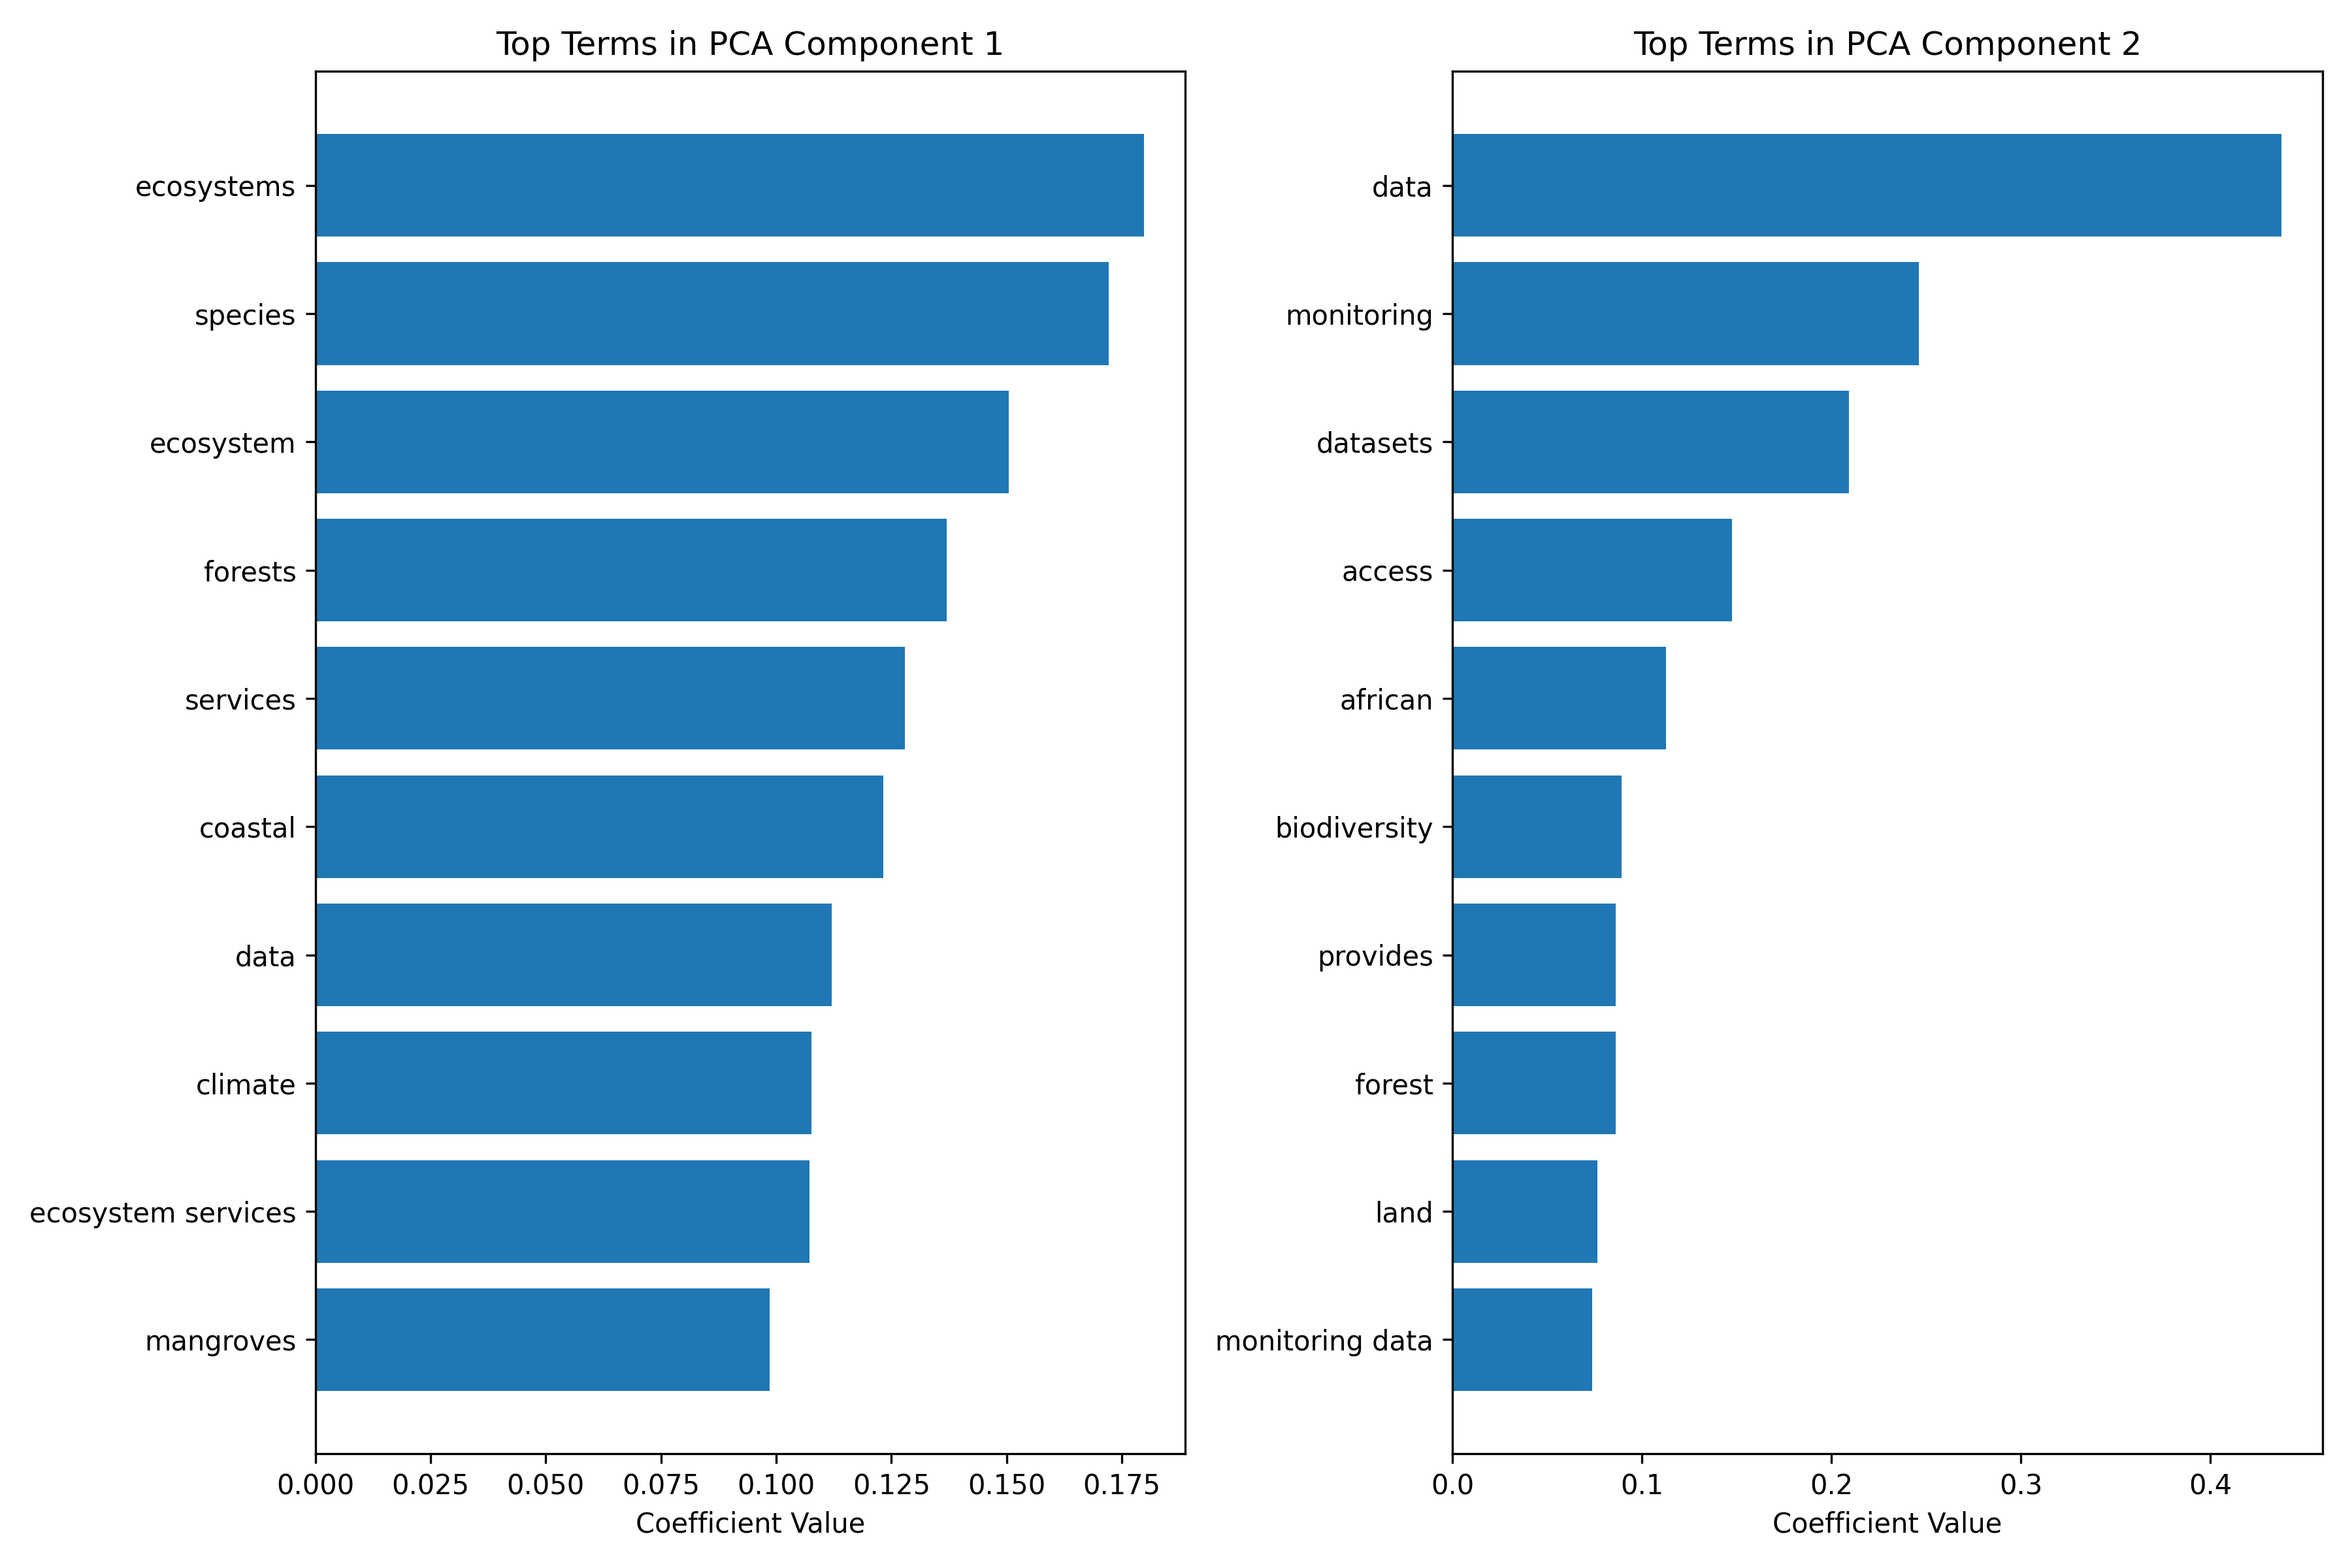 Top Terms in PCA Component 1
ecosystems
species
ecosystem
forests
services
coastal
data
climate
ecosystem services
mangroves
0.000 0.025 0.050 0.075 0.100 0.125 0.150 0.175
Coefficient Value
Top Terms in PCA Component 2
data
monitoring
datasets
access
african
biodiversity
provides
forest
land
monitoring data
0.0 0.1 0.2 0.3 0.4
Coefficient Value